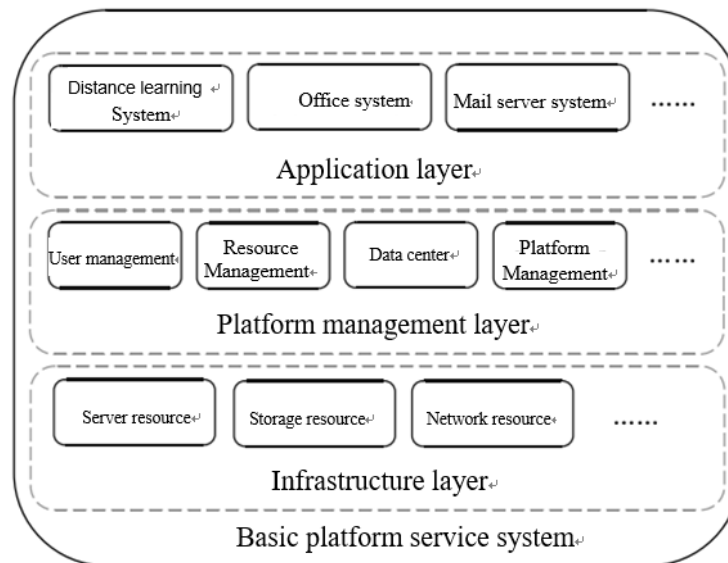 Distance learning
System
Office system
Mail server system
……
Application layer
User management
Resource
Management
Data center
Platform
Management
……
Platform management layer
Server resource
Storage resource
Network resource
……
Infrastructure layer
Basic platform service system